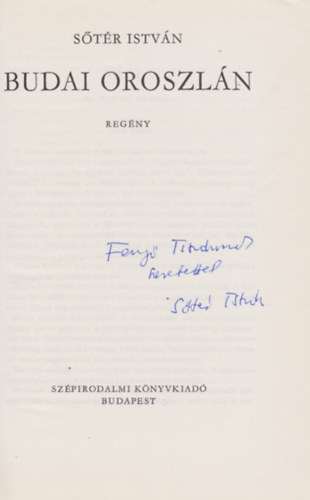 SŐTÉR ISTVÁN
BUDAI OROSZLÁN
REGÉNY
Fenyő Istvánnak
szeretettel
Sőtér István
SZÉPIRODALMI KÖNYVKIADÓ
BUDAPEST